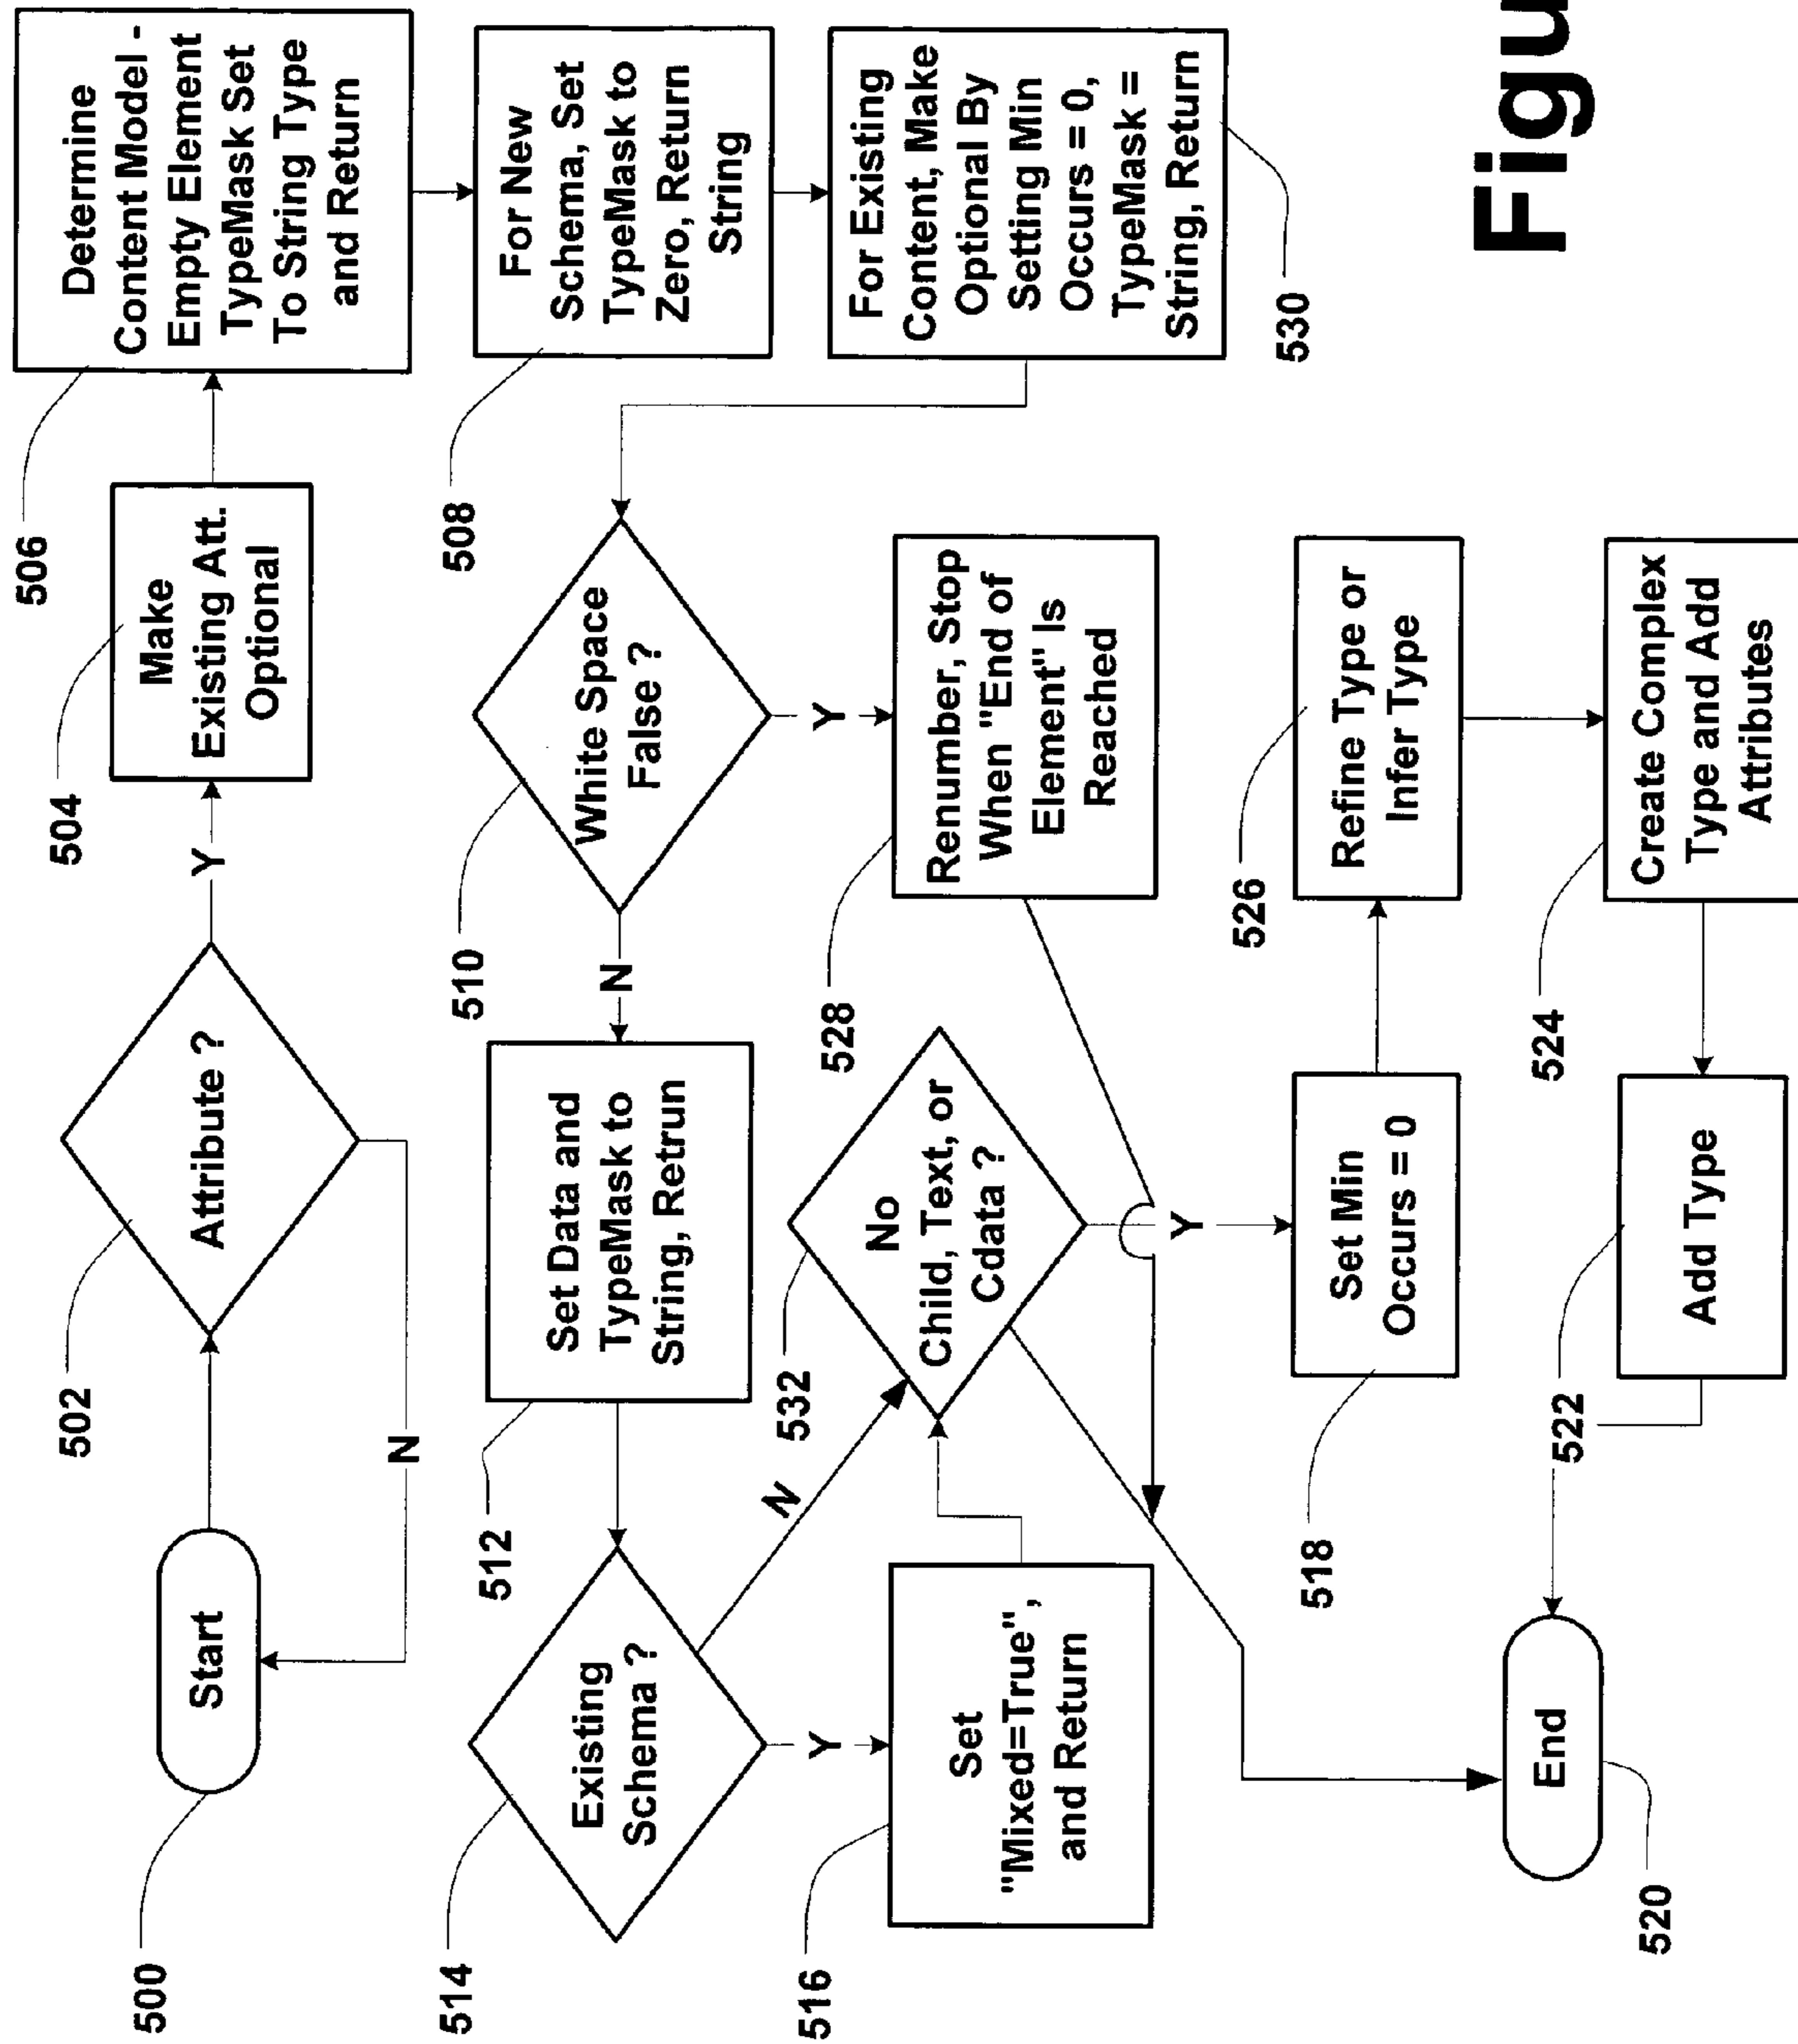 500
Start
502
Attribute ?
Y
N
504
Make
Existing Att.
Optional
506
Determine
Content Model -
Empty Element
TypeMask Set
To String Type
and Return
508
For New
Schema, Set
TypeMask to
Zero, Return
String
For Existing
Content, Make
Optional By
Setting Min
Occurs = 0,
TypeMask =
String, Return
530
510
White Space
False ?
N
Y
512
Set Data and
TypeMask to
String, Retrun
514
Existing
Schema ?
N
Y
516
Set
"Mixed=True",
and Return
532
No
Child, Text, or
Cdata ?
Y
528
Renumber, Stop
When "End of
Element" Is
Reached
518
Set Min
Occurs = 0
526
Refine Type or
Infer Type
524
Create Complex
Type and Add
Attributes
522
Add Type
End
520